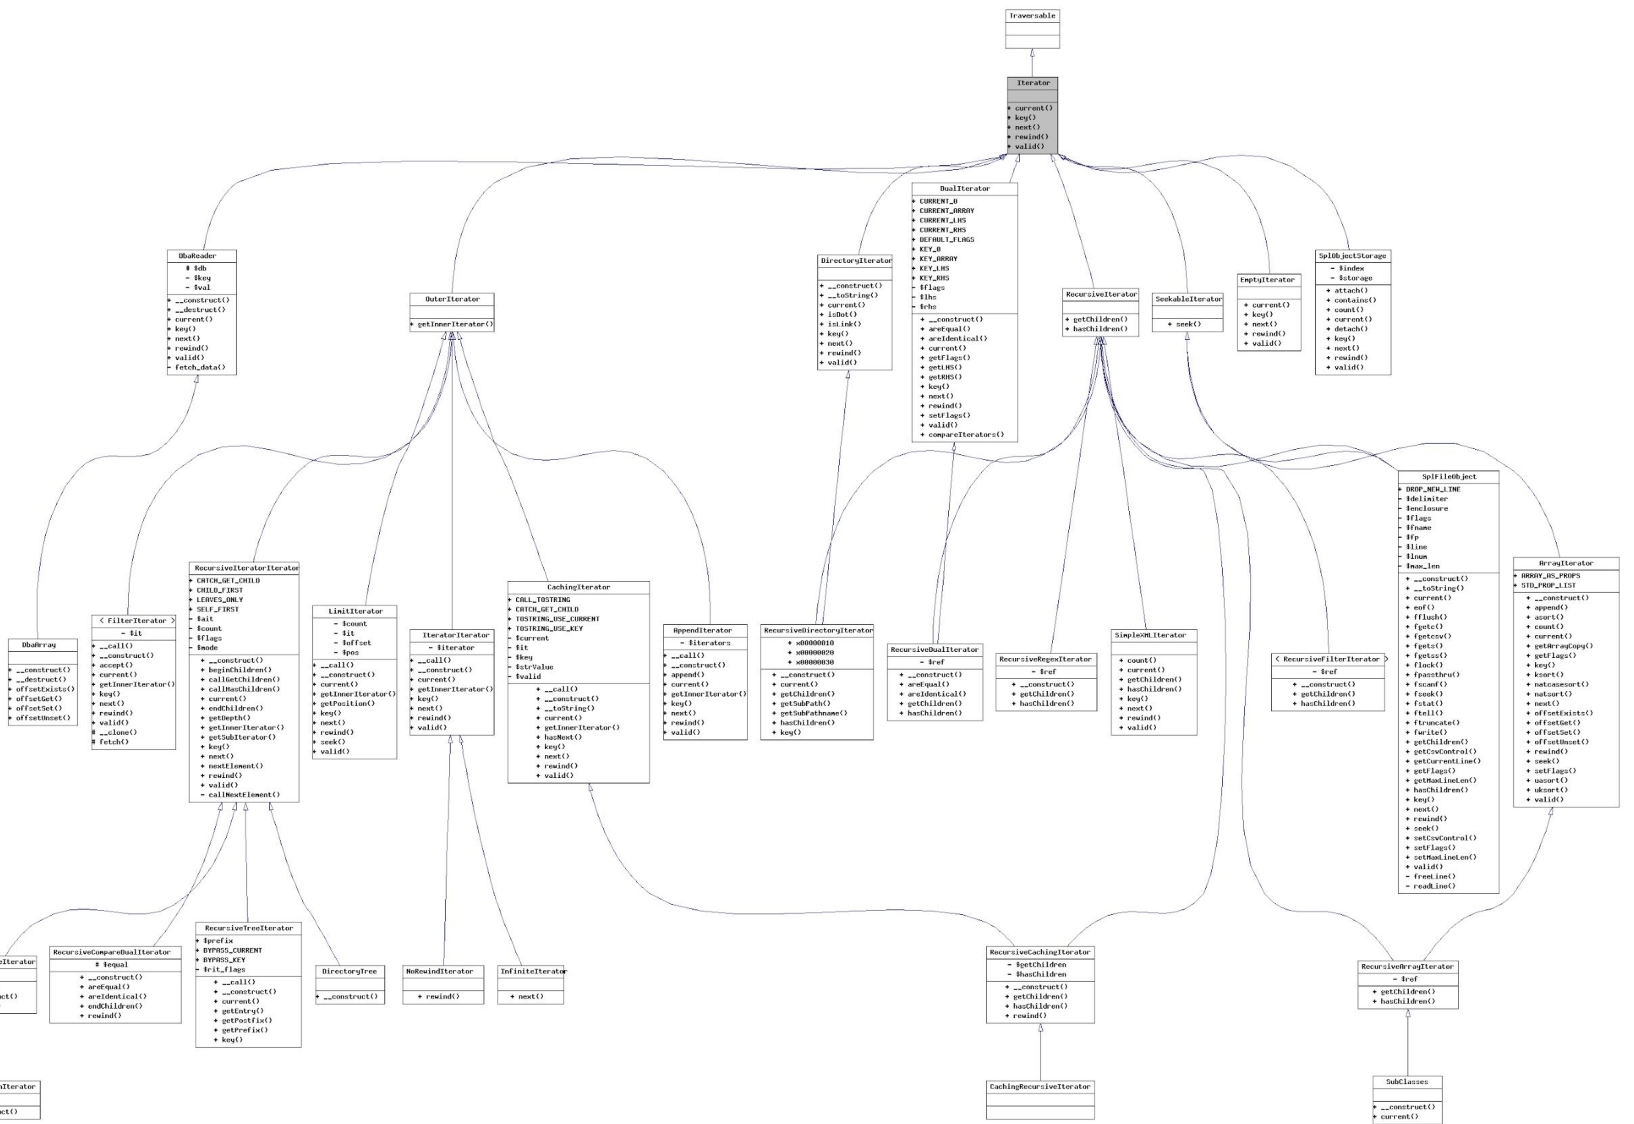 Traversable
Iterator
+ current()
+ key()
+ next()
+ rewind()
+ valid()
DbaReader
# $db
- $key
- $val
+ __construct()
+ __destruct()
+ current()
+ key()
+ next()
+ rewind()
+ valid()
- fetch_data()
OuterIterator
+ getInnerIterator()
DirectoryIterator
+ __construct()
+ __toString()
+ current()
+ isDot()
+ isLink()
+ key()
+ next()
+ rewind()
+ valid()
DualIterator
+ CURRENT_0
+ CURRENT_ARRAY
+ CURRENT_LHS
+ CURRENT_RHS
+ DEFAULT_FLAGS
+ KEY_0
+ KEY_ARRAY
+ KEY_LHS
+ KEY_RHS
- $flags
- $lhs
- $rhs
+ __construct()
+ areEqual()
+ areIdentical()
+ current()
+ getFlags()
+ getLHS()
+ getRHS()
+ key()
+ next()
+ rewind()
+ setFlags()
+ valid()
+ compareIterators()
RecursiveIterator
+ getChildren()
+ hasChildren()
SeekableIterator
+ seek()
EmptyIterator
+ current()
+ key()
+ next()
+ rewind()
+ valid()
SplObjectStorage
- $index
- $storage
+ attach()
+ contains()
+ count()
+ current()
+ detach()
+ key()
+ next()
+ rewind()
+ valid()
DbaArray
+ __construct()
+ __destruct()
+ offsetExists()
+ offsetGet()
+ offsetSet()
+ offsetUnset()
< FilterIterator >
- $it
+ __call()
+ __construct()
+ accept()
+ current()
+ getInnerIterator()
+ key()
+ next()
+ rewind()
+ valid()
# __clone()
# fetch()
RecursiveIteratorIterator
+ CATCH_GET_CHILD
+ CHILD_FIRST
+ LEAVES_ONLY
+ SELF_FIRST
- $ait
- $count
- $flags
- $mode
+ __construct()
+ beginChildren()
+ callGetChildren()
+ callHasChildren()
+ current()
+ endChildren()
+ getDepth()
+ getInnerIterator()
+ getSubIterator()
+ key()
+ next()
+ nextElement()
+ rewind()
+ valid()
- callNextElement()
LimitIterator
- $count
- $it
- $offset
- $pos
+ __call()
+ __construct()
+ current()
+ getInnerIterator()
+ getPosition()
+ key()
+ next()
+ rewind()
+ seek()
+ valid()
IteratorIterator
- $iterator
+ __call()
+ __construct()
+ current()
+ getInnerIterator()
+ key()
+ next()
+ rewind()
+ valid()
CachingIterator
+ CALL_TOSTRING
+ CATCH_GET_CHILD
+ TOSTRING_USE_CURRENT
+ TOSTRING_USE_KEY
- $current
- $it
- $key
- $strValue
- $valid
+ __call()
+ __construct()
+ __toString()
+ current()
+ getInnerIterator()
+ hasNext()
+ key()
+ next()
+ rewind()
+ valid()
AppendIterator
- $iterators
+ __call()
+ __construct()
+ append()
+ current()
+ getInnerIterator()
+ key()
+ next()
+ rewind()
+ valid()
RecursiveDirectoryIterator
+ x00000010
+ x00000020
+ x00000030
+ __construct()
+ current()
+ getChildren()
+ getSubPath()
+ getSubPathname()
+ hasChildren()
+ key()
RecursiveDualIterator
- $ref
+ __construct()
+ areEqual()
+ areIdentical()
+ getChildren()
+ hasChildren()
RecursiveRegexIterator
- $ref
+ __construct()
+ getChildren()
+ hasChildren()
SimpleXMLIterator
+ count()
+ current()
+ getChildren()
+ hasChildren()
+ key()
+ next()
+ rewind()
+ valid()
< RecursiveFilterIterator >
- $ref
+ __construct()
+ getChildren()
+ hasChildren()
SplFileObject
+ DROP_NEW_LINE
- $delimiter
- $enclosure
- $flags
- $fname
- $fp
- $line
- $lnum
- $max_len
+ __construct()
+ __toString()
+ current()
+ eof()
+ fflush()
+ fgetc()
+ fgetcsv()
+ fgets()
+ fgetss()
+ flock()
+ fpassthru()
+ fscanf()
+ fseek()
+ fstat()
+ ftell()
+ ftruncate()
+ fwrite()
+ getChildren()
+ getCsvControl()
+ getCurrentLine()
+ getFlags()
+ getMaxLineLen()
+ hasChildren()
+ key()
+ next()
+ rewind()
+ seek()
+ setCsvControl()
+ setFlags()
+ setMaxLineLen()
+ valid()
- freeLine()
- readLine()
ArrayIterator
+ ARRAY_AS_PROPS
+ STD_PROP_LIST
+ __construct()
+ append()
+ asort()
+ count()
+ current()
+ getArrayCopy()
+ getFlags()
+ key()
+ ksort()
+ natcasesort()
+ natsort()
+ next()
+ offsetExists()
+ offsetGet()
+ offsetSet()
+ offsetUnset()
+ rewind()
+ seek()
+ setFlags()
+ uasort()
+ uksort()
+ valid()
eIterator
ct()
RecursiveCompareDualIterator
# $equal
+ __construct()
+ areEqual()
+ areIdentical()
+ endChildren()
+ rewind()
RecursiveTreeIterator
+ $prefix
+ BYPASS_CURRENT
+ BYPASS_KEY
- $rit_flags
+ __call()
+ __construct()
+ current()
+ getEntry()
+ getPostfix()
+ getPrefix()
+ key()
DirectoryTree
+ __construct()
NoRewindIterator
+ rewind()
InfiniteIterator
+ next()
RecursiveCachingIterator
- $getChildren
- $hasChildren
+ __construct()
+ getChildren()
+ hasChildren()
+ rewind()
RecursiveArrayIterator
- $ref
+ getChildren()
+ hasChildren()
nIterator
ct()
CachingRecursiveIterator
SubClasses
+ __construct()
+ current()